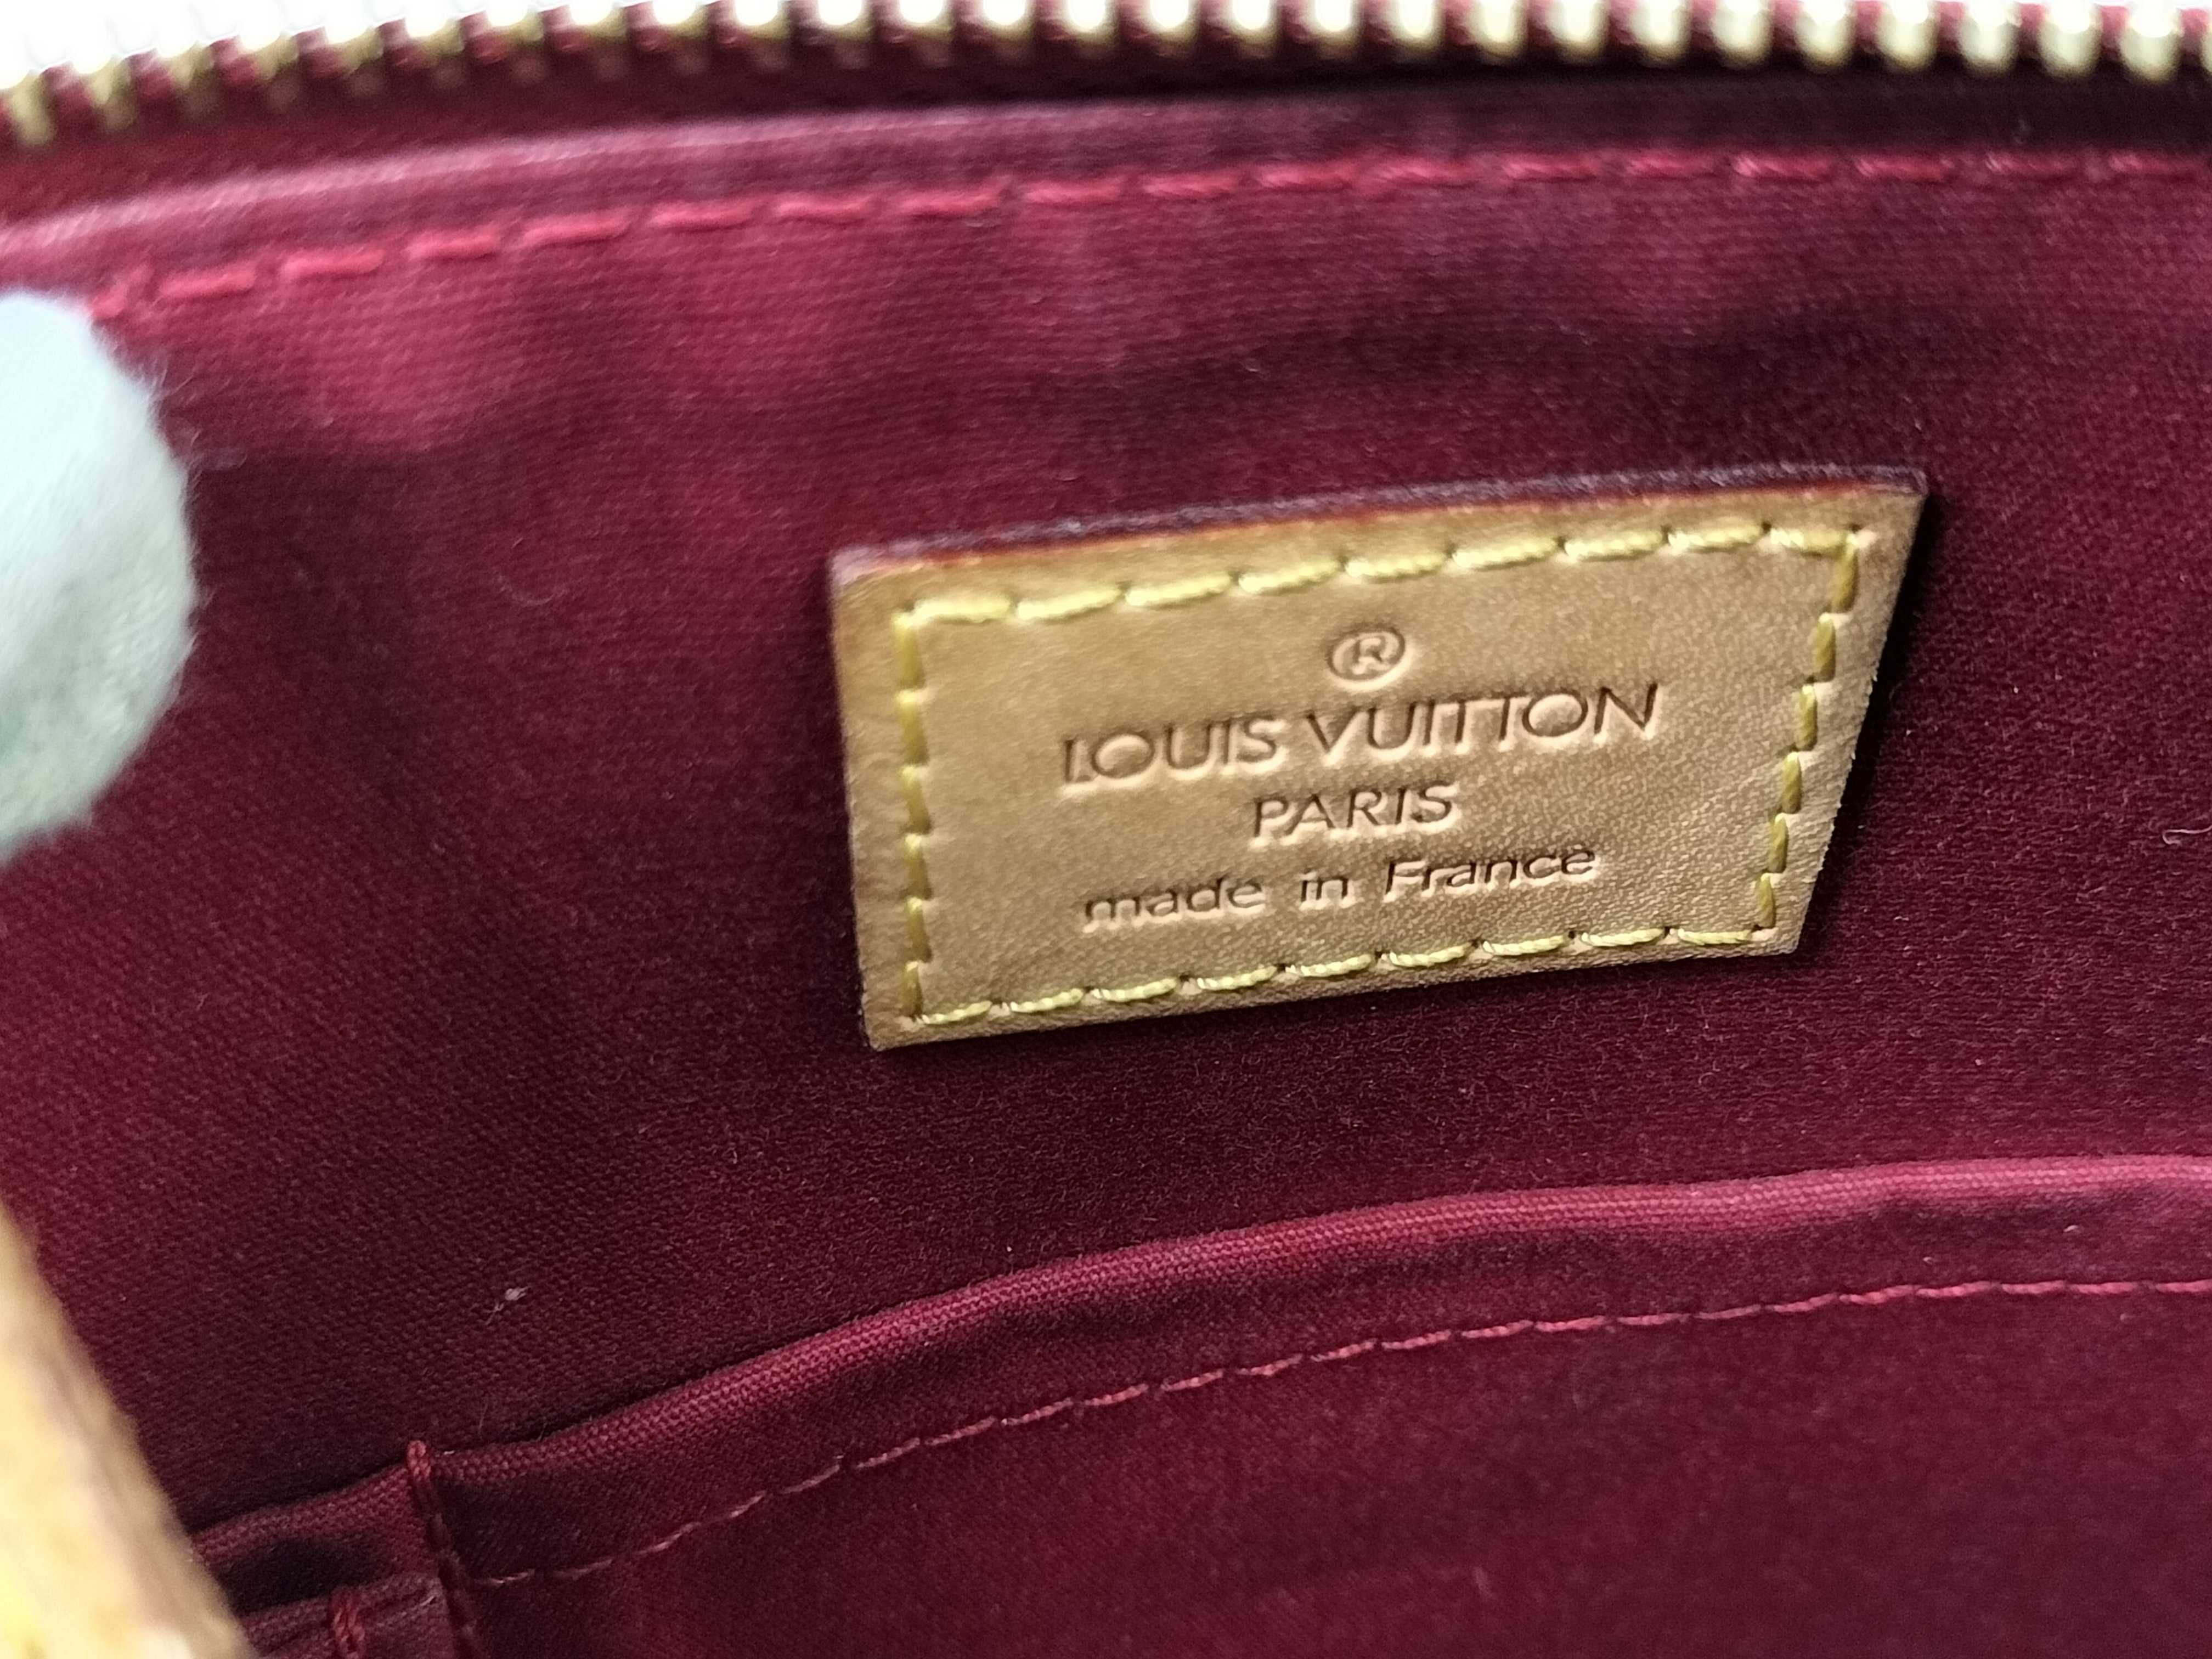 ®
LOUIS VUITTON
PARIS
made in France